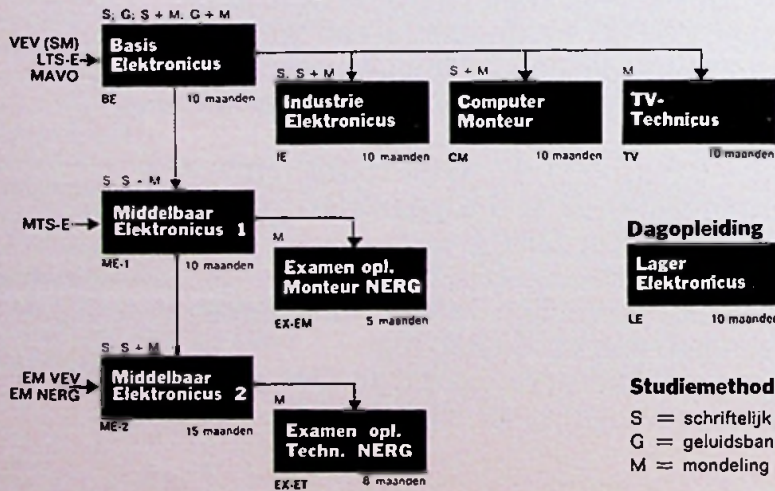 S; G; S + M. G + M
VEV (SM)
LTS-E
MAVO
Basis
Elektronicus
BE 10 maanden
S. S + M
Industrie
Elektronicus
IE 10 maanden
S + M
Computer
Monteur
CM 10 maanden
M
TV-
Technicus
TV 10 maanden
S S - M
MTS-E
Middelbaar
Elektronicus 1
ME-1 10 maanden
M
Examen opl.
Monteur NERG
EX-EM 5 maanden
Dagopleiding
Lager
Elektronicus
LE 10 maanden
S S + M
EM VEV
EM NERG
Middelbaar
Elektronicus 2
ME-2 15 maanden
M
Examen opl.
Techn. NERG
EX-ET 8 maanden
Studiemethod
S = schriftelijk
G = geluidsban
M = mondeling